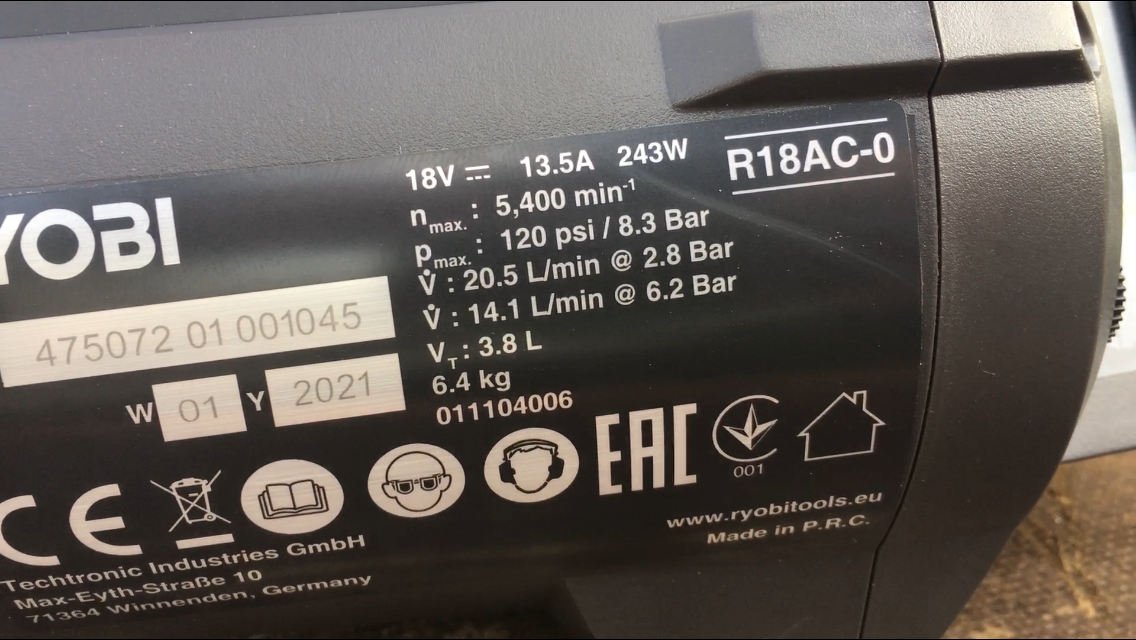 18V ⎓ 13.5A 243W
R18AC-0
n max. : 5,400 min-1
p max. : 120 psi / 8.3 Bar
V̇ : 20.5 L/min @ 2.8 Bar
V̇ : 14.1 L/min @ 6.2 Bar
VT : 3.8 L
6.4 kg
011104006
YOBI
475072 01 001045
W 01 Y 2021
CE
EAC
001
www.ryobitools.eu
Made in P.R.C.
Techtronic Industries GmbH
Max-Eyth-Straße 10
71364 Winnenden, Germany